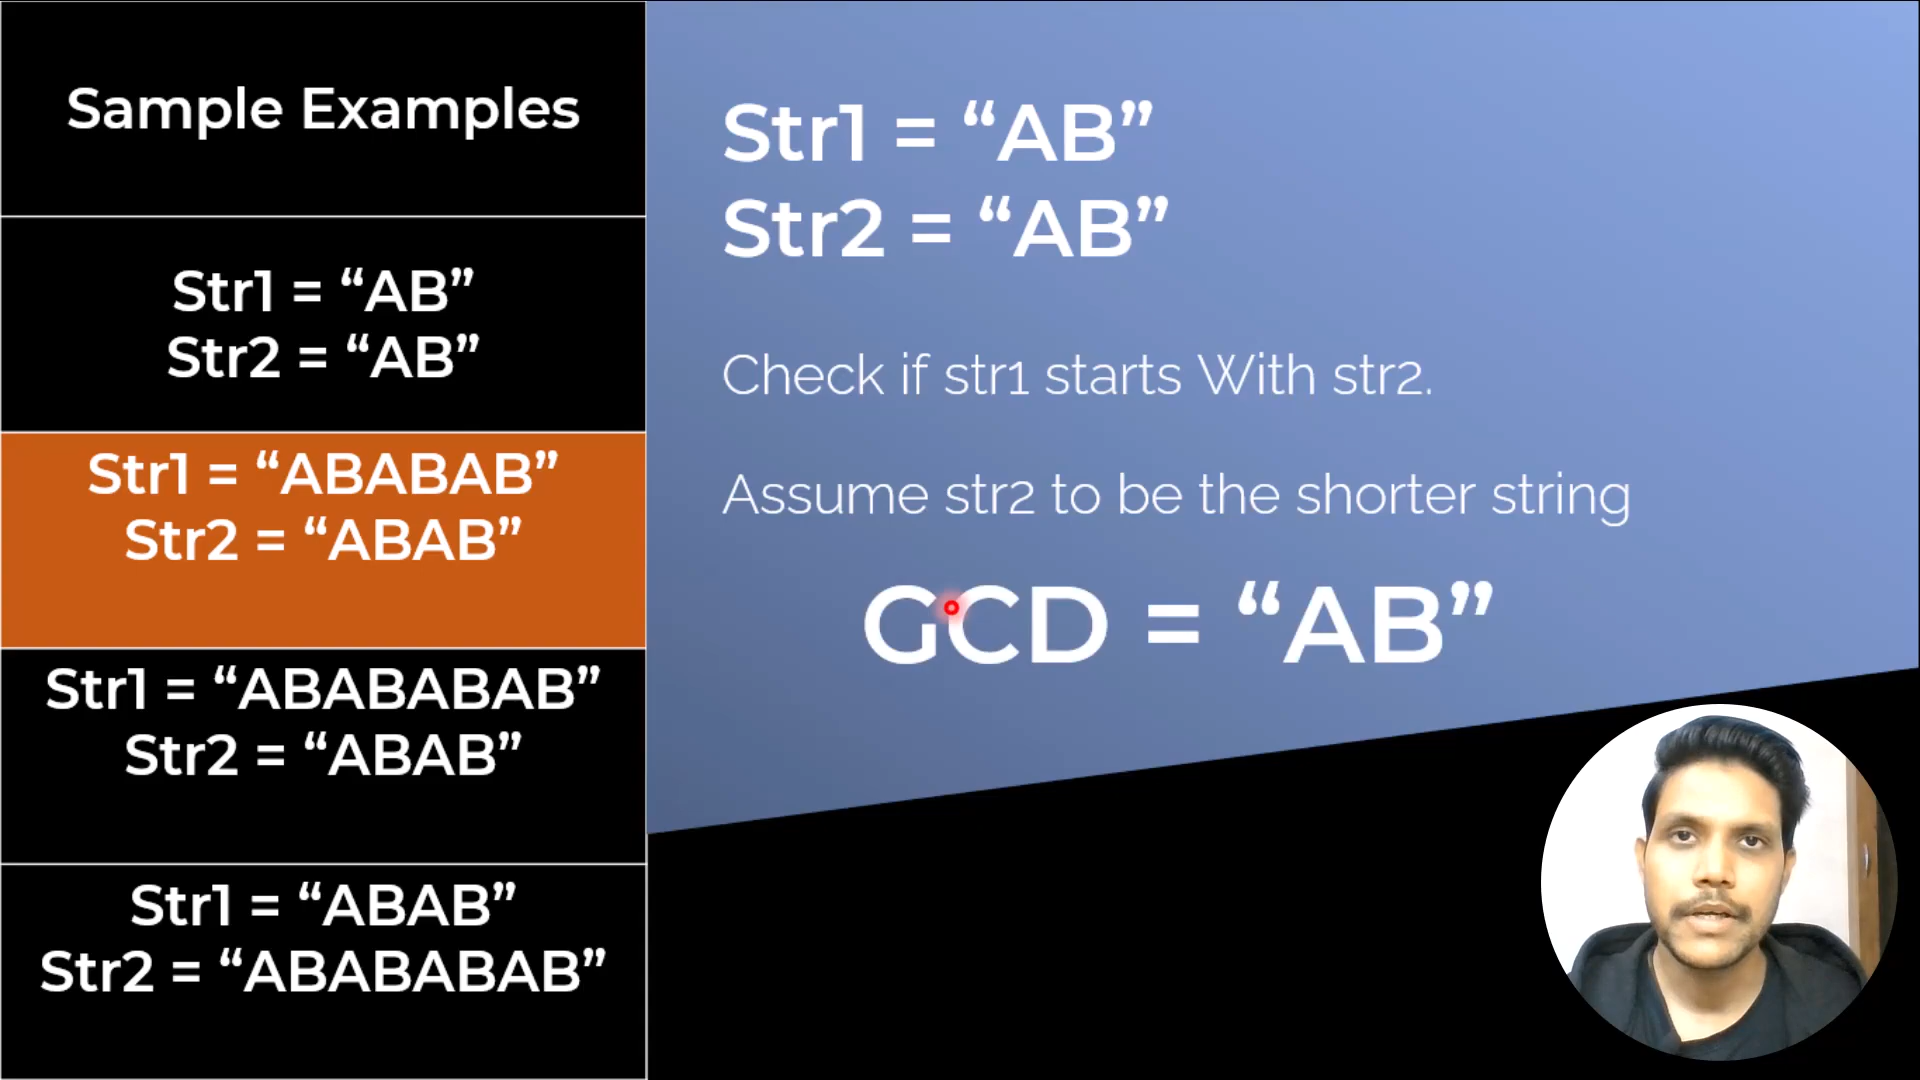 Sample Examples
Str1 = “AB”
Str2 = “AB”
Str1 = “ABABAB”
Str2 = “ABAB”
Str1 = “ABABABAB”
Str2 = “ABAB”
Str1 = “ABAB”
Str2 = “ABABABAB”
Str1 = “AB”
Str2 = “AB”
Check if str1 starts With str2.
Assume str2 to be the shorter string
GCD = “AB”